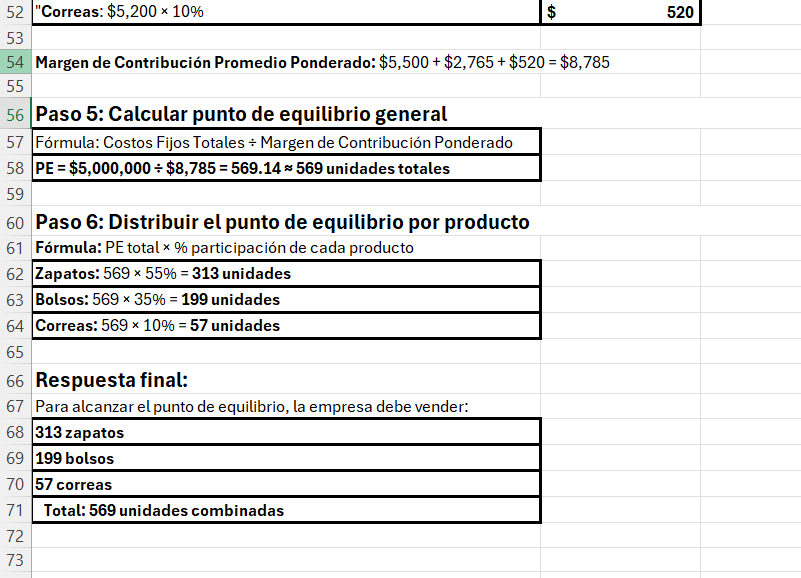 52 "Correas: $5,200 × 10% $ 520
53
54 Margen de Contribución Promedio Ponderado: $5,500 + $2,765 + $520 = $8,785
55
56 Paso 5: Calcular punto de equilibrio general
57 Fórmula: Costos Fijos Totales ÷ Margen de Contribución Ponderado
58 PE = $5,000,000 ÷ $8,785 = 569.14 ≈ 569 unidades totales
59
60 Paso 6: Distribuir el punto de equilibrio por producto
61 Fórmula: PE total × % participación de cada producto
62 Zapatos: 569 × 55% = 313 unidades
63 Bolsos: 569 × 35% = 199 unidades
64 Correas: 569 × 10% = 57 unidades
65
66 Respuesta final:
67 Para alcanzar el punto de equilibrio, la empresa debe vender:
68 313 zapatos
69 199 bolsos
70 57 correas
71 Total: 569 unidades combinadas
72
73